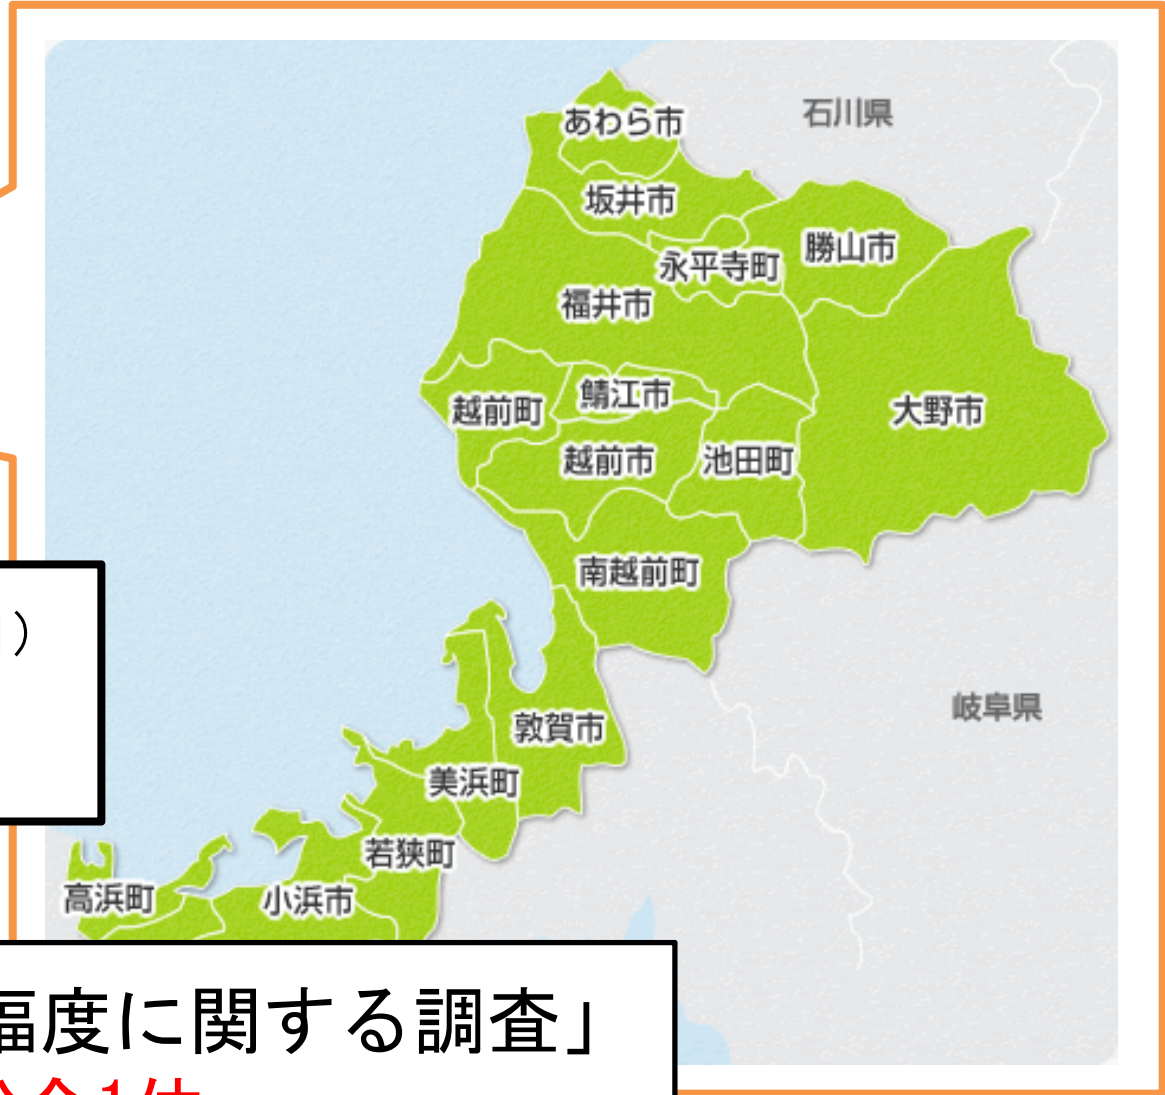 あわら市
石川県
坂井市
勝山市
永平寺町
福井市
鯖江市
越前町
大野市
越前市
池田町
南越前町
）
岐阜県
敦賀市
美浜町
若狭町
高浜町
小浜市
福度に関する調査」